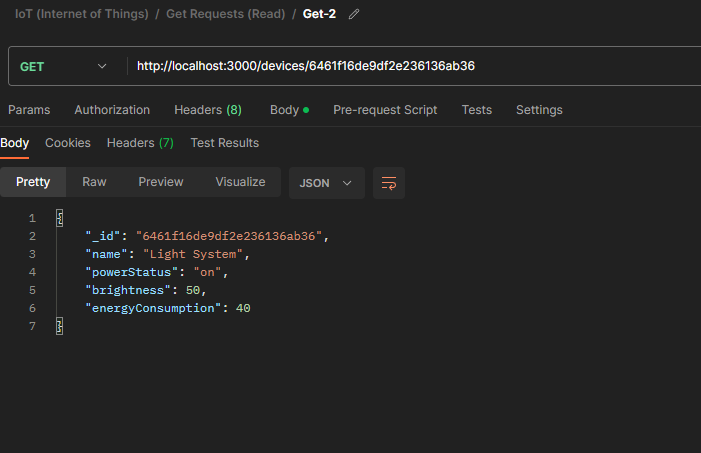 IoT (Internet of Things) / Get Requests (Read) / Get-2
GET http://localhost:3000/devices/6461f16de9df2e236136ab36
Params Authorization Headers (8) Body Pre-request Script Tests Settings
Body Cookies Headers (7) Test Results
Pretty Raw Preview Visualize JSON
1 {
2 "_id": "6461f16de9df2e236136ab36",
3 "name": "Light System",
4 "powerStatus": "on",
5 "brightness": 50,
6 "energyConsumption": 40
7 }